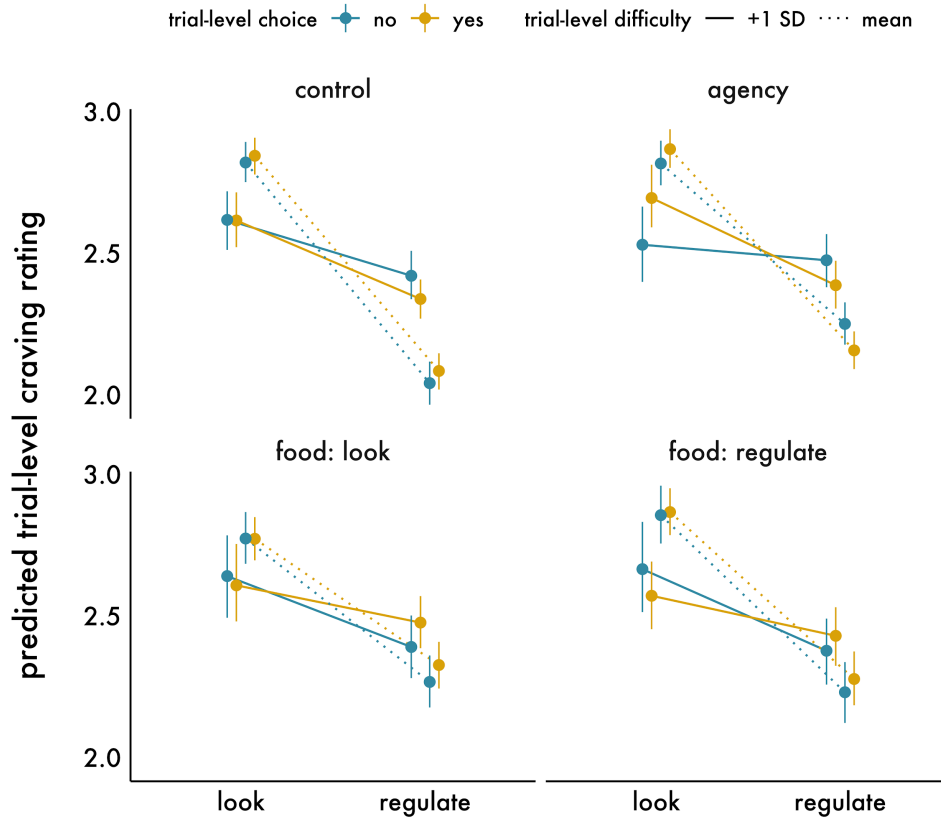 trial-level choice no yes trial-level difficulty +1 SD mean
control agency
3.0
2.5
2.0
food: look food: regulate
3.0
2.5
2.0
look regulate look regulate
predicted trial-level craving rating